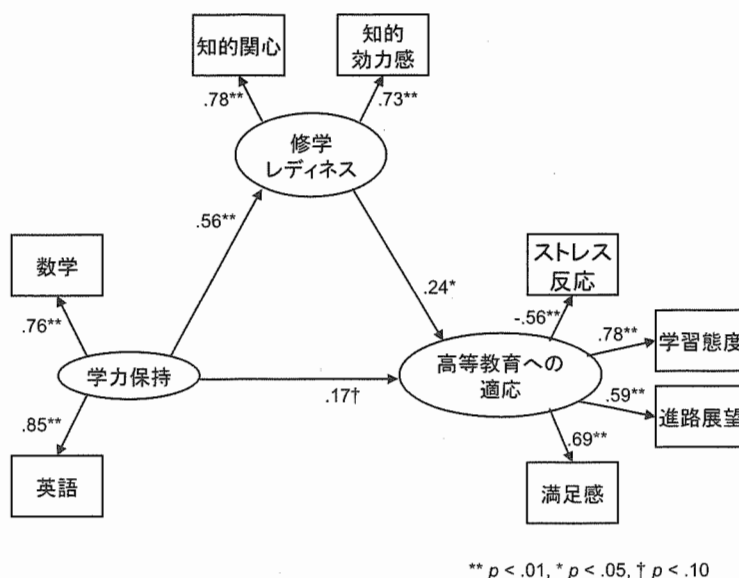 知的関心
知的
効力感
.78**
.73**
修学
レディネス
.56**
数学
ストレス
反応
.24*
.76**
-.56**
.78**
学習態度
学力保持
高等教育への
適応
.17†
.59**
進路展望
.85**
.69**
英語
満足感
** p < .01, * p < .05, † p < .10